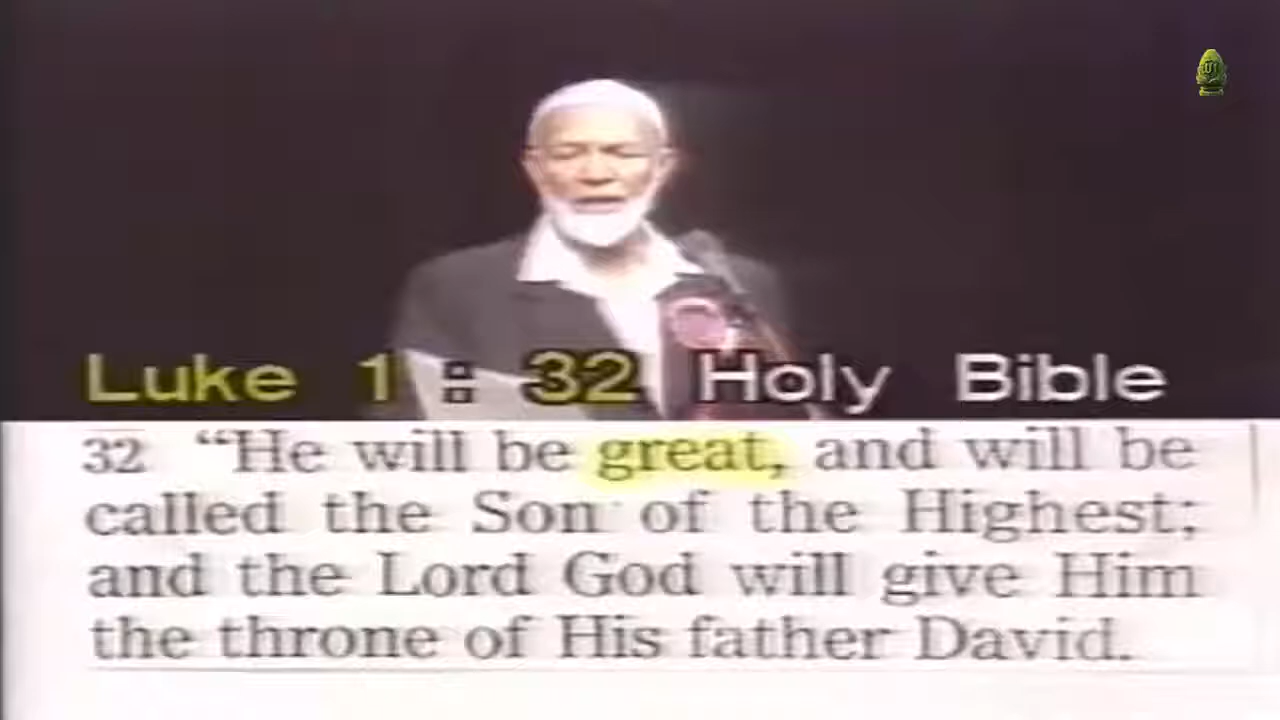 Luke 1 : 32 Holy Bible
32 “He will be great, and will be
called the Son of the Highest;
and the Lord God will give Him
the throne of His father David.